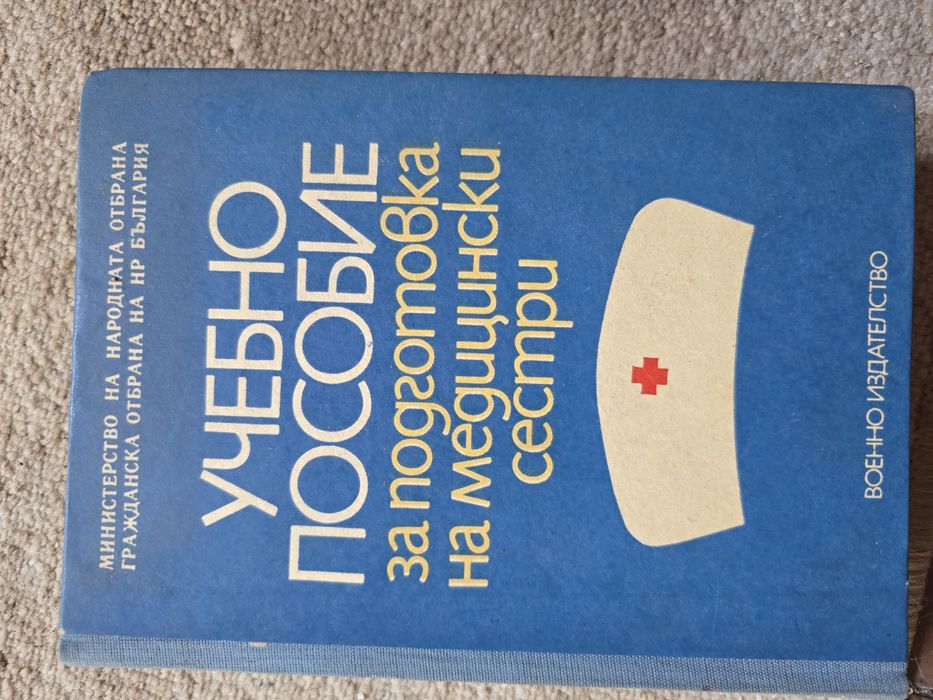 МИНИСТЕРСТВО НА НАРОДНАТА ОТБРАНА
ГРАЖДАНСКА ОТБРАНА НА НР БЪЛГАРИЯ
УЧЕБНО
ПОСОБИЕ
за подготовка
на медицински
сестри
ВОЕННО ИЗДАТЕЛСТВО